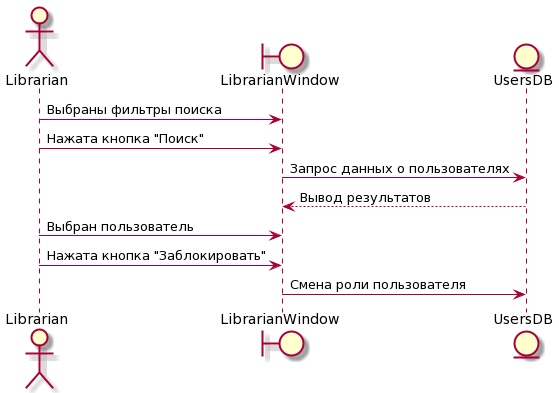 Librarian
LibrarianWindow
UsersDB
Выбраны фильтры поиска
Нажата кнопка "Поиск"
Запрос данных о пользователях
Вывод результатов
Выбран пользователь
Нажата кнопка "Заблокировать"
Смена роли пользователя
Librarian
LibrarianWindow
UsersDB